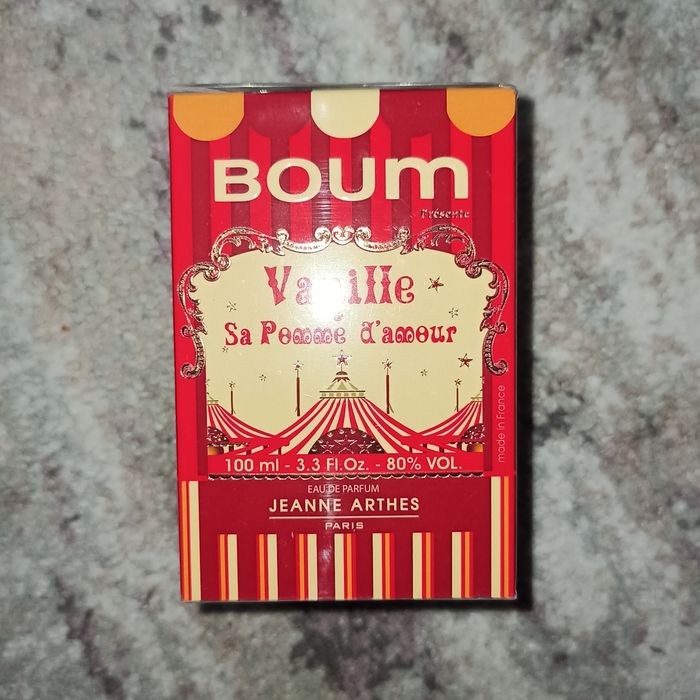 BOUM
Présente
Vanille
Sa Pomme d'amour
100 ml - 3.3 Fl.Oz. - 80% VOL.
EAU DE PARFUM
JEANNE ARTHES
PARIS
made in France